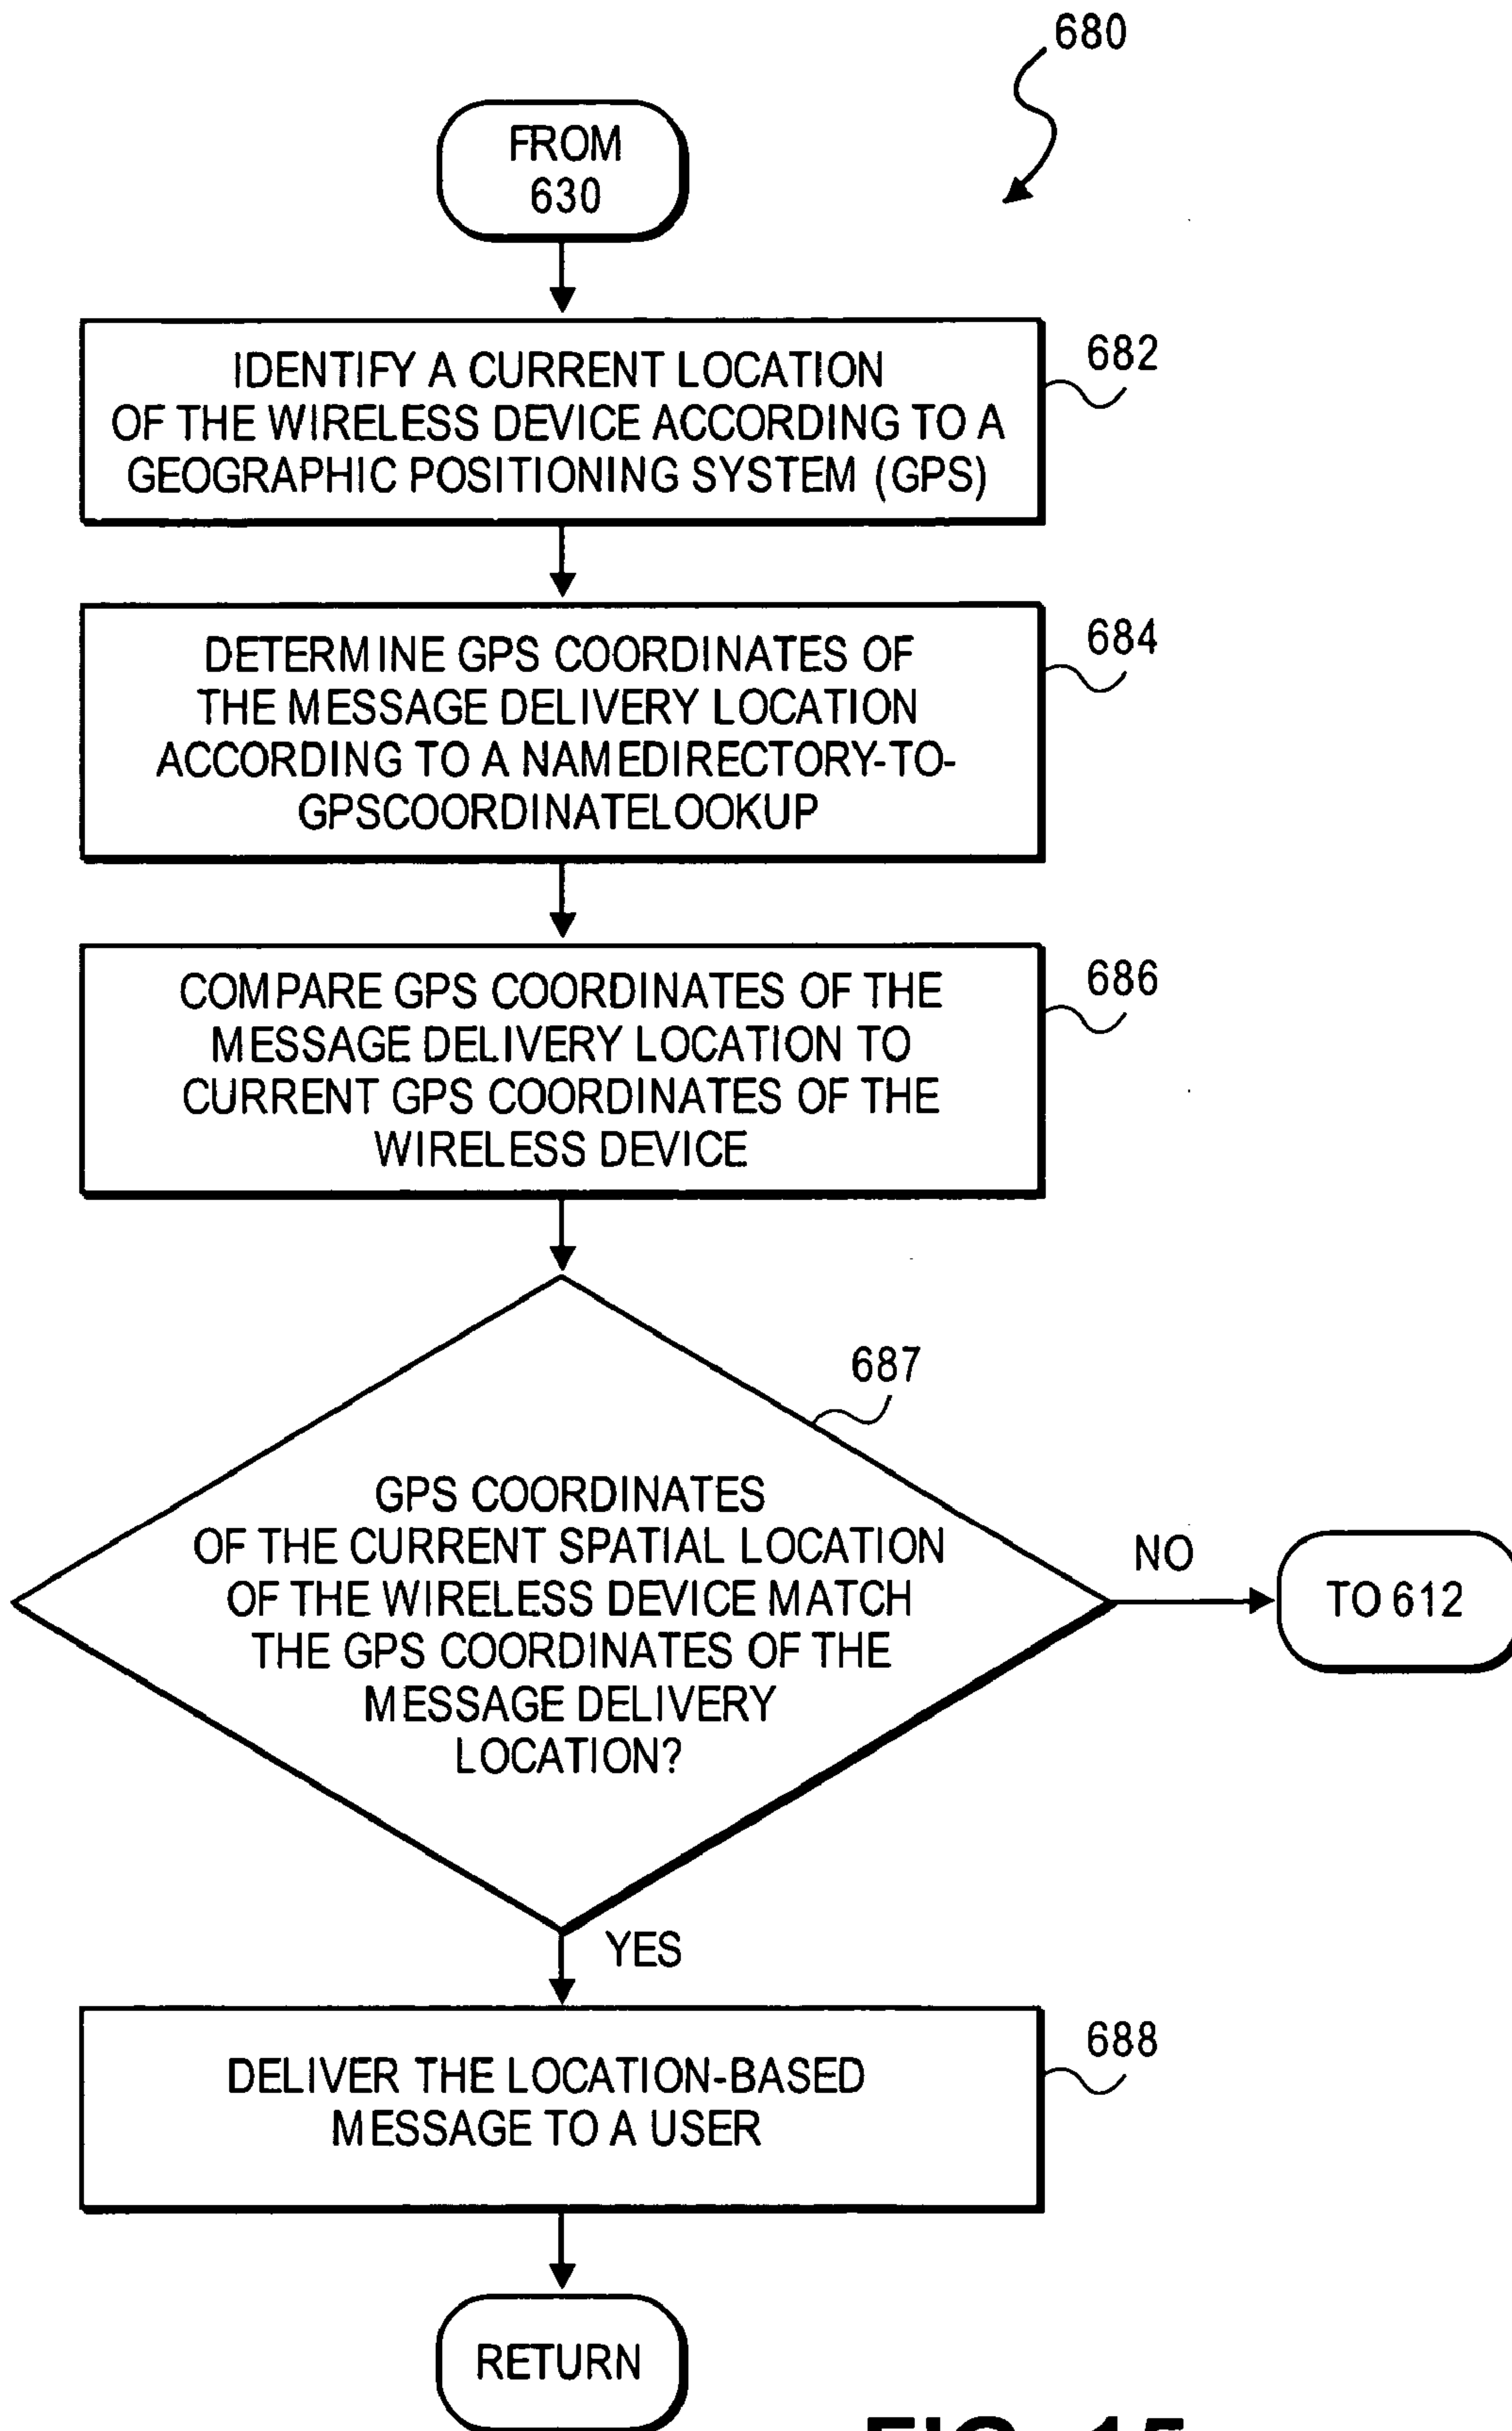 680
FROM
630
IDENTIFY A CURRENT LOCATION
OF THE WIRELESS DEVICE ACCORDING TO A
GEOGRAPHIC POSITIONING SYSTEM (GPS)
682
DETERMINE GPS COORDINATES OF
THE MESSAGE DELIVERY LOCATION
ACCORDING TO A NAMEDIRECTORY-TO-
GPSCOORDINATELOOKUP
684
COMPARE GPS COORDINATES OF THE
MESSAGE DELIVERY LOCATION TO
CURRENT GPS COORDINATES OF THE
WIRELESS DEVICE
686
687
GPS COORDINATES
OF THE CURRENT SPATIAL LOCATION
OF THE WIRELESS DEVICE MATCH
THE GPS COORDINATES OF THE
MESSAGE DELIVERY
LOCATION?
NO
TO 612
YES
DELIVER THE LOCATION-BASED
MESSAGE TO A USER
688
RETURN